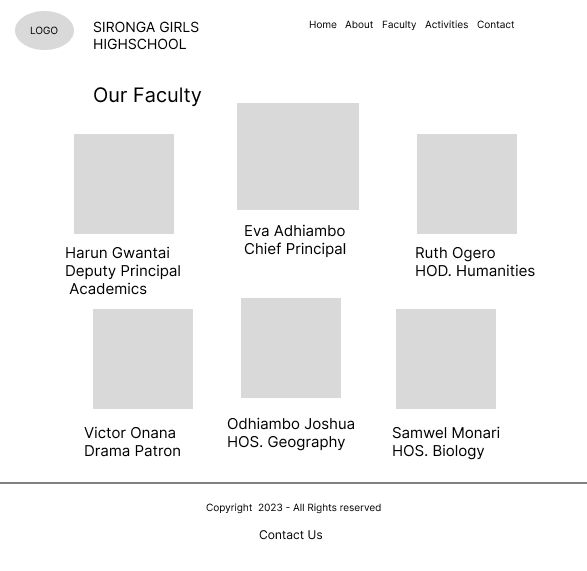 LOGO
SIRONGA GIRLS
HIGHSCHOOL
Home About Faculty Activities Contact
Our Faculty
Harun Gwantai
Deputy Principal
Academics
Eva Adhiambo
Chief Principal
Ruth Ogero
HOD. Humanities
Victor Onana
Drama Patron
Odhiambo Joshua
HOS. Geography
Samwel Monari
HOS. Biology
Copyright 2023 - All Rights reserved
Contact Us